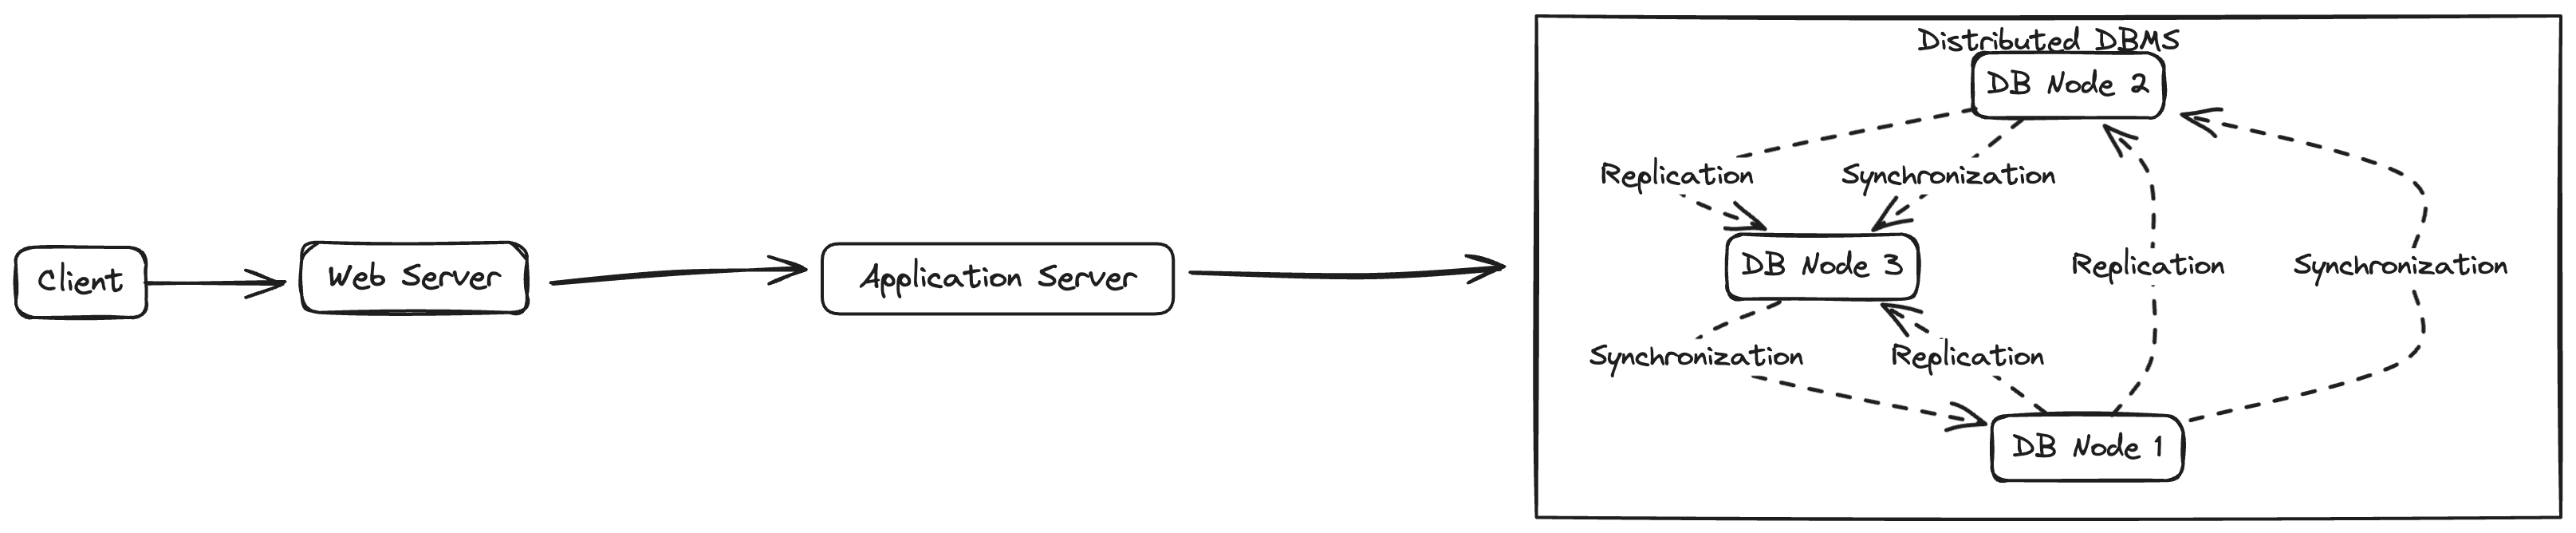 Distributed DBMS
DB Node 2
Replication
Synchronization
Client
Web Server
Application Server
DB Node 3
Replication
Synchronization
Synchronization
Replication
DB Node 1